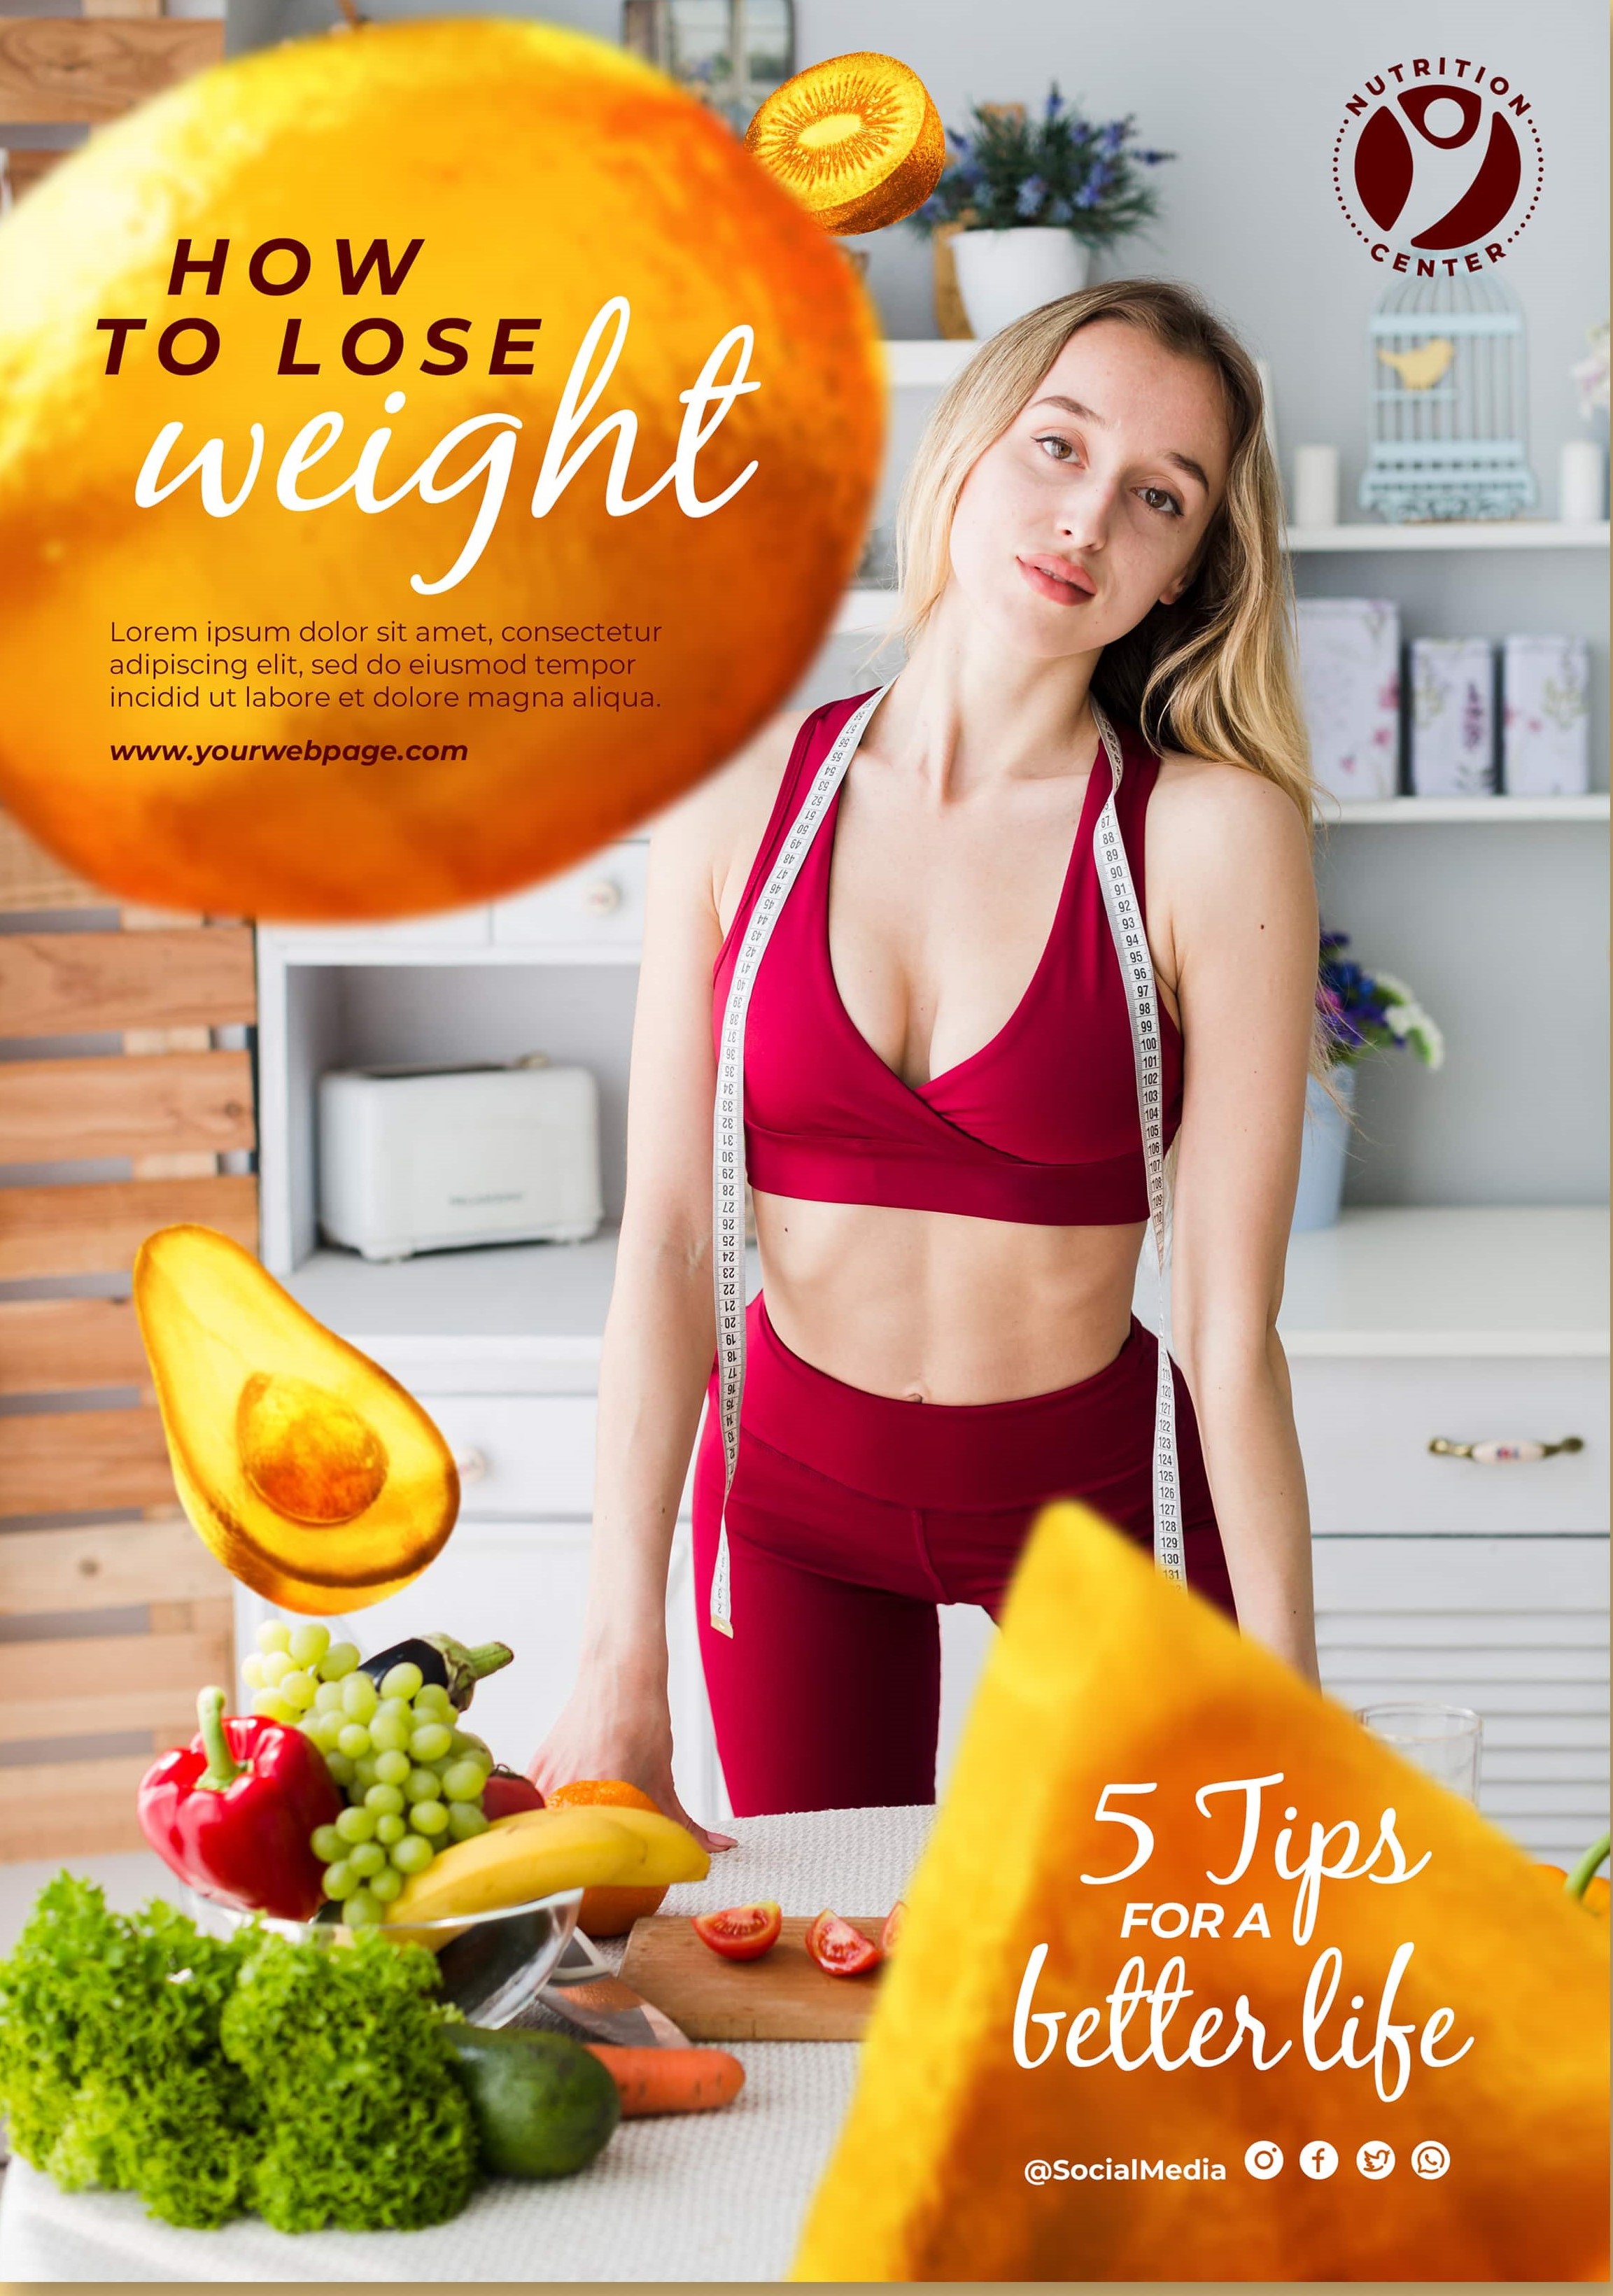 NUTRITION
CENTER
HOW
TO LOSE
weight
Lorem ipsum dolor sit amet, consectetur
adipiscing elit, sed do eiusmod tempor
incidid ut labore et dolore magna aliqua.
www.yourwebpage.com
5 Tips
FOR A
better life
@SocialMedia